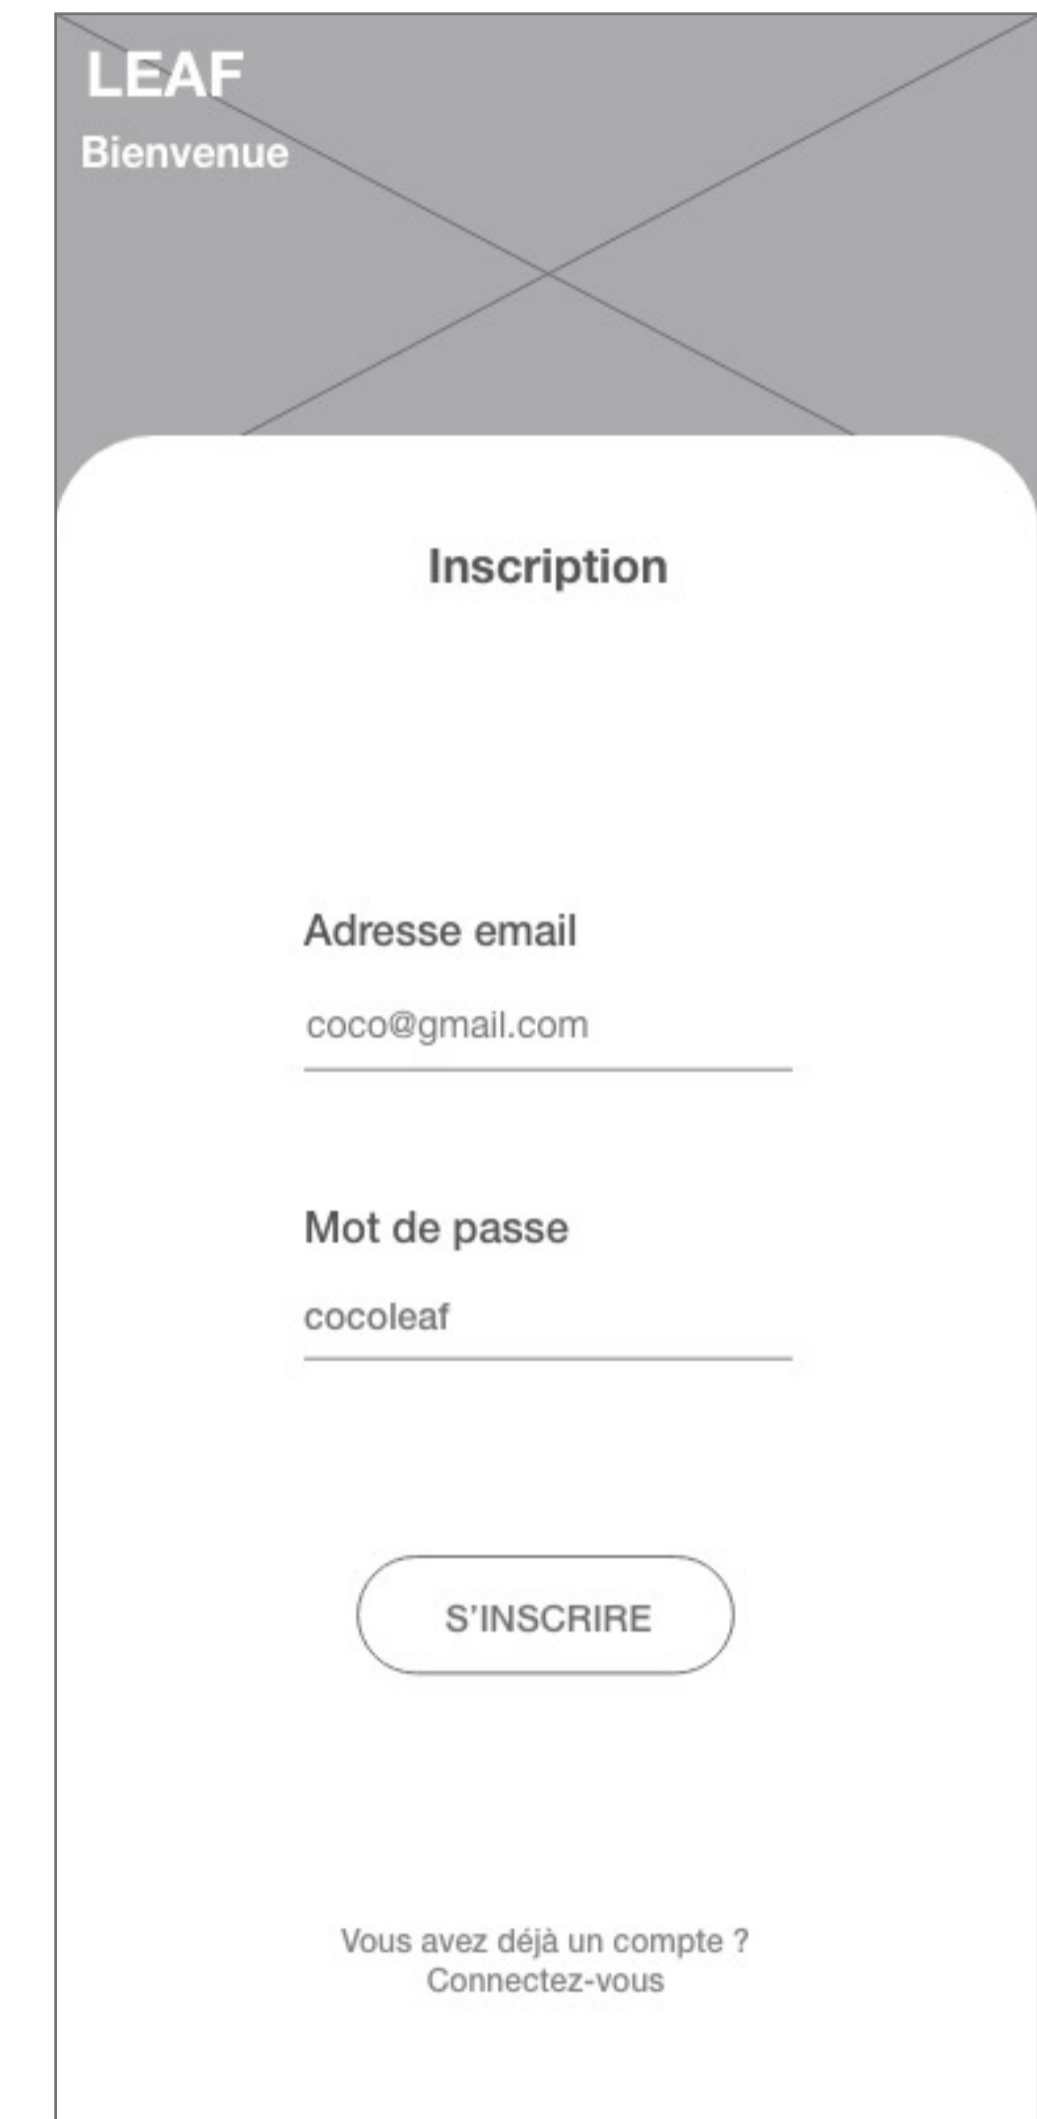 LEAF
Bienvenue
Inscription
Adresse email
coco@gmail.com
Mot de passe
cocoleaf
S’INSCRIRE
Vous avez déjà un compte ?
Connectez-vous